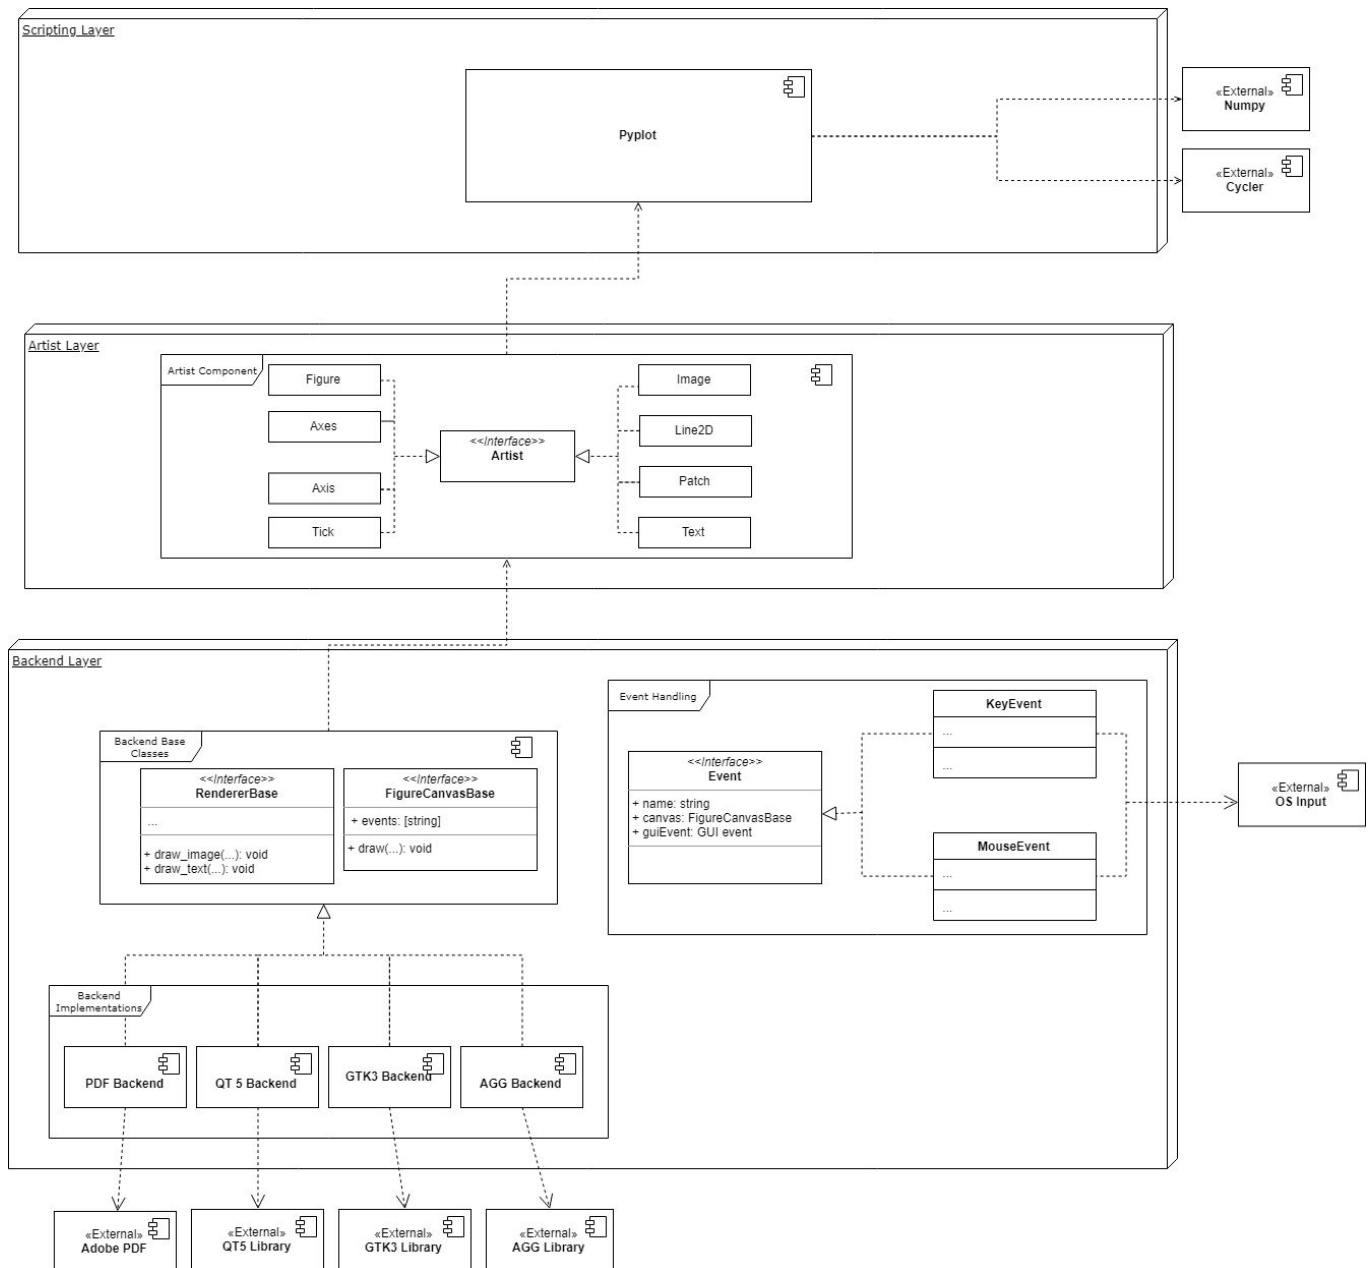 Scripting Layer
Pyplot
«External»
Numpy
«External»
Cycler
Artist Layer
Artist Component
Figure
Axes
Axis
Tick
<<Interface>>
Artist
Image
Line2D
Patch
Text
Backend Layer
Backend Base
Classes
<<Interface>>
RendererBase
...
+ draw_image(...): void
+ draw_text(...): void
<<Interface>>
FigureCanvasBase
+ events: [string]
+ draw(...): void
Event Handling
<<Interface>>
Event
+ name: string
+ canvas: FigureCanvasBase
+ guiEvent: GUI event
KeyEvent
...
...
MouseEvent
...
...
«External»
OS Input
Backend
Implementations
PDF Backend
QT 5 Backend
GTK3 Backend
AGG Backend
«External»
Adobe PDF
«External»
QT5 Library
«External»
GTK3 Library
«External»
AGG Library